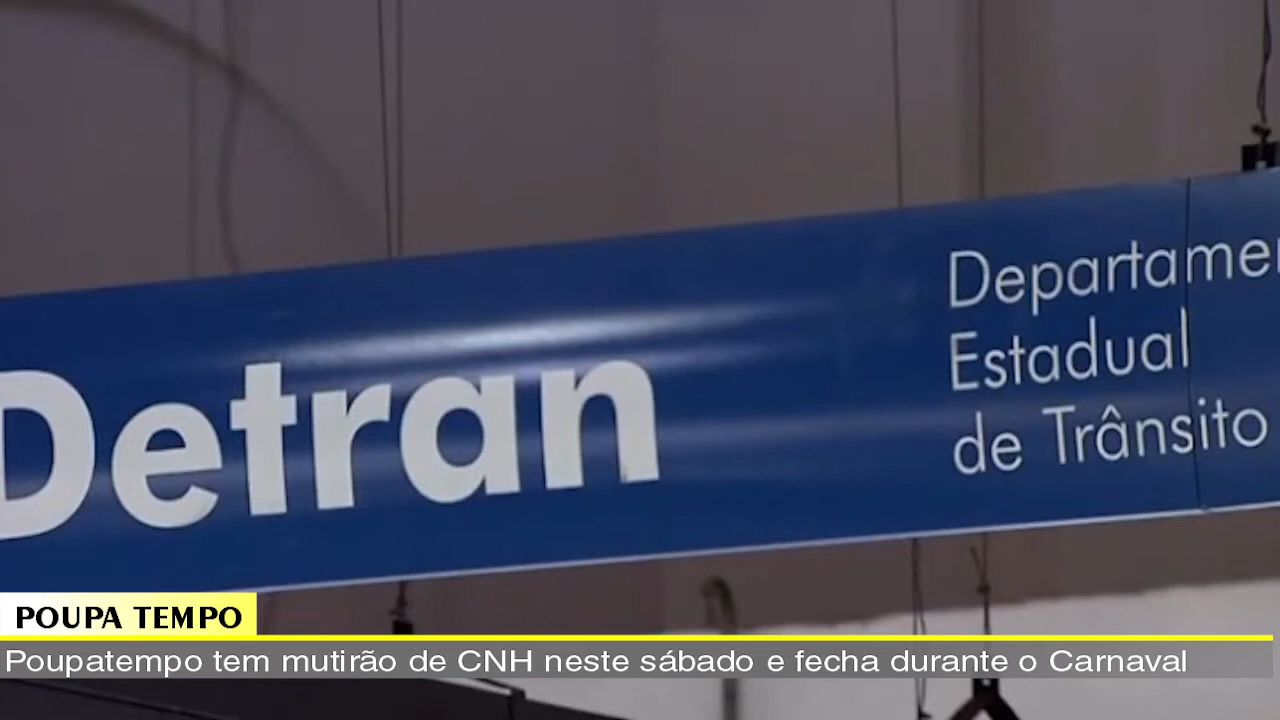 Detran
Departamen
Estadual
de Trânsito
POUPA TEMPO
Poupatempo tem mutirão de CNH neste sábado e fecha durante o Carnaval